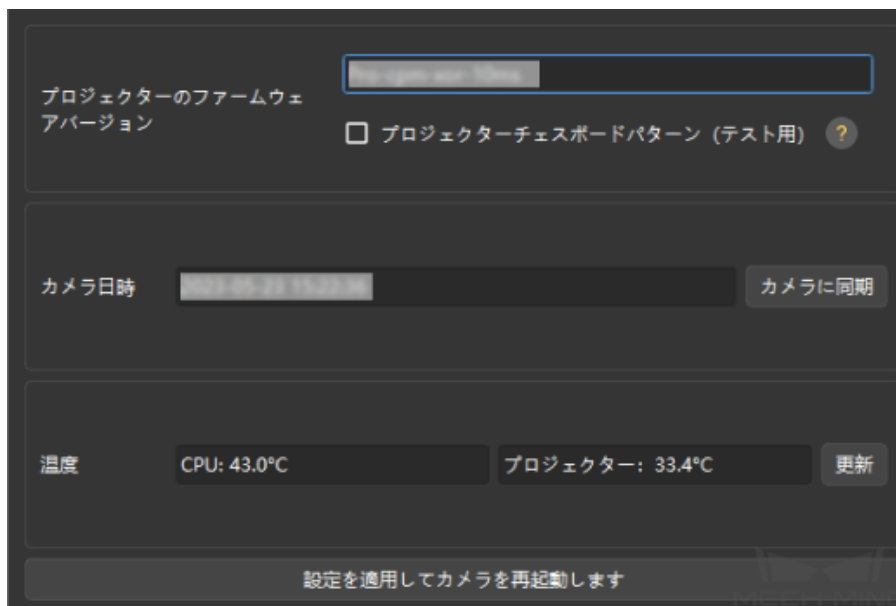 プロジェクターのファームウェ
アバージョン
プロジェクターチェスボードパターン (テスト用) ?
カメラ日時
カメラに同期
温度 CPU: 43.0°C プロジェクター: 33.4°C 更新
設定を適用してカメラを再起動します
MECH MIND